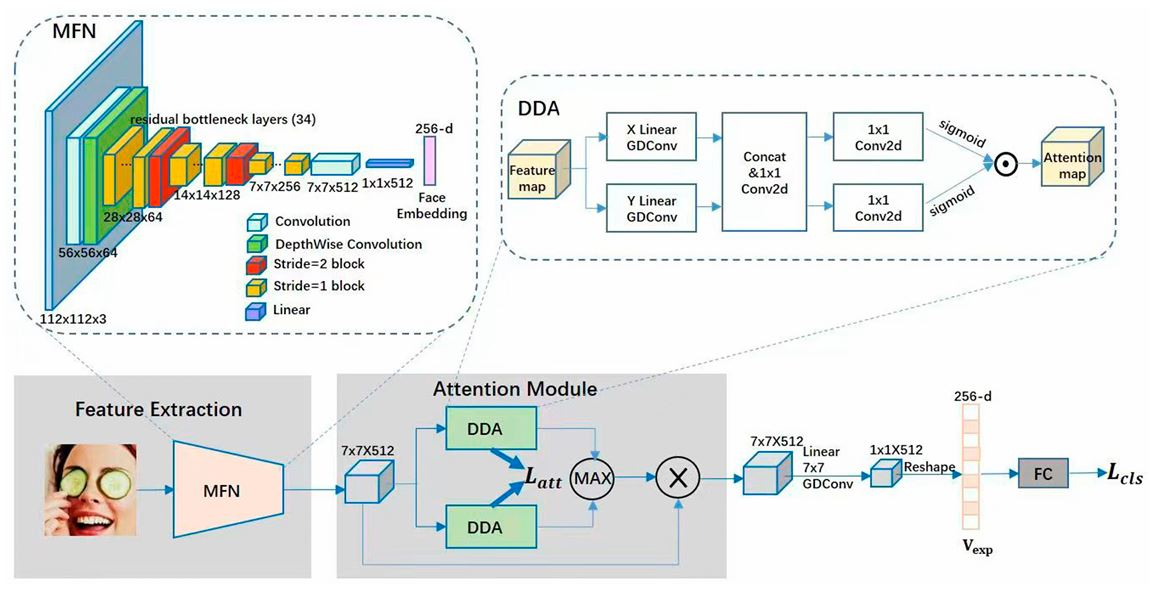 MFN
residual bottleneck layers (34)
256-d
7x7x256
7x7x512
1x1x512
14x14x128
28x28x64
56x56x64
112x112x3
Face
Embedding
Convolution
DepthWise Convolution
Stride=2 block
Stride=1 block
Linear
DDA
Feature
map
X Linear
GDConv
Y Linear
GDConv
Concat
&1x1
Conv2d
1x1
Conv2d
1x1
Conv2d
sigmoid
sigmoid
Attention
map
Feature Extraction
MFN
Attention Module
7x7X512
DDA
DDA
Latt
MAX
7x7X512
Linear
7x7
GDConv
1x1X512
Reshape
256-d
Vexp
FC
Lcls